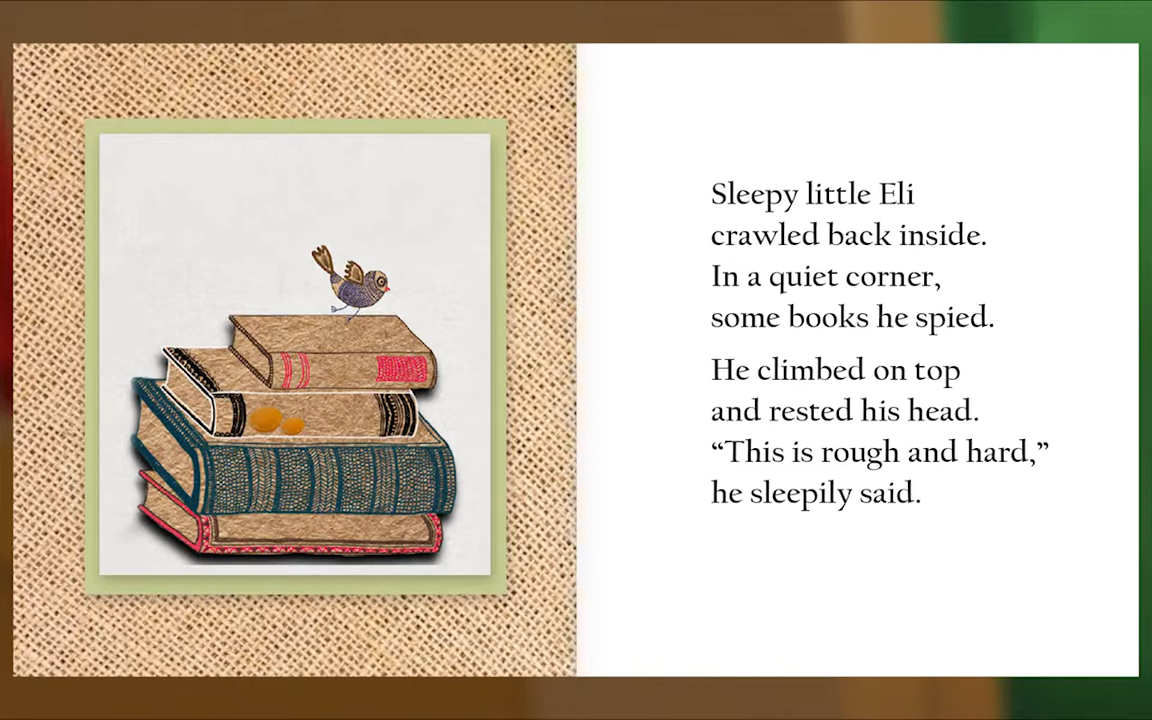 Sleepy little Eli
crawled back inside.
In a quiet corner,
some books he spied.
He climbed on top
and rested his head.
“This is rough and hard,”
he sleepily said.